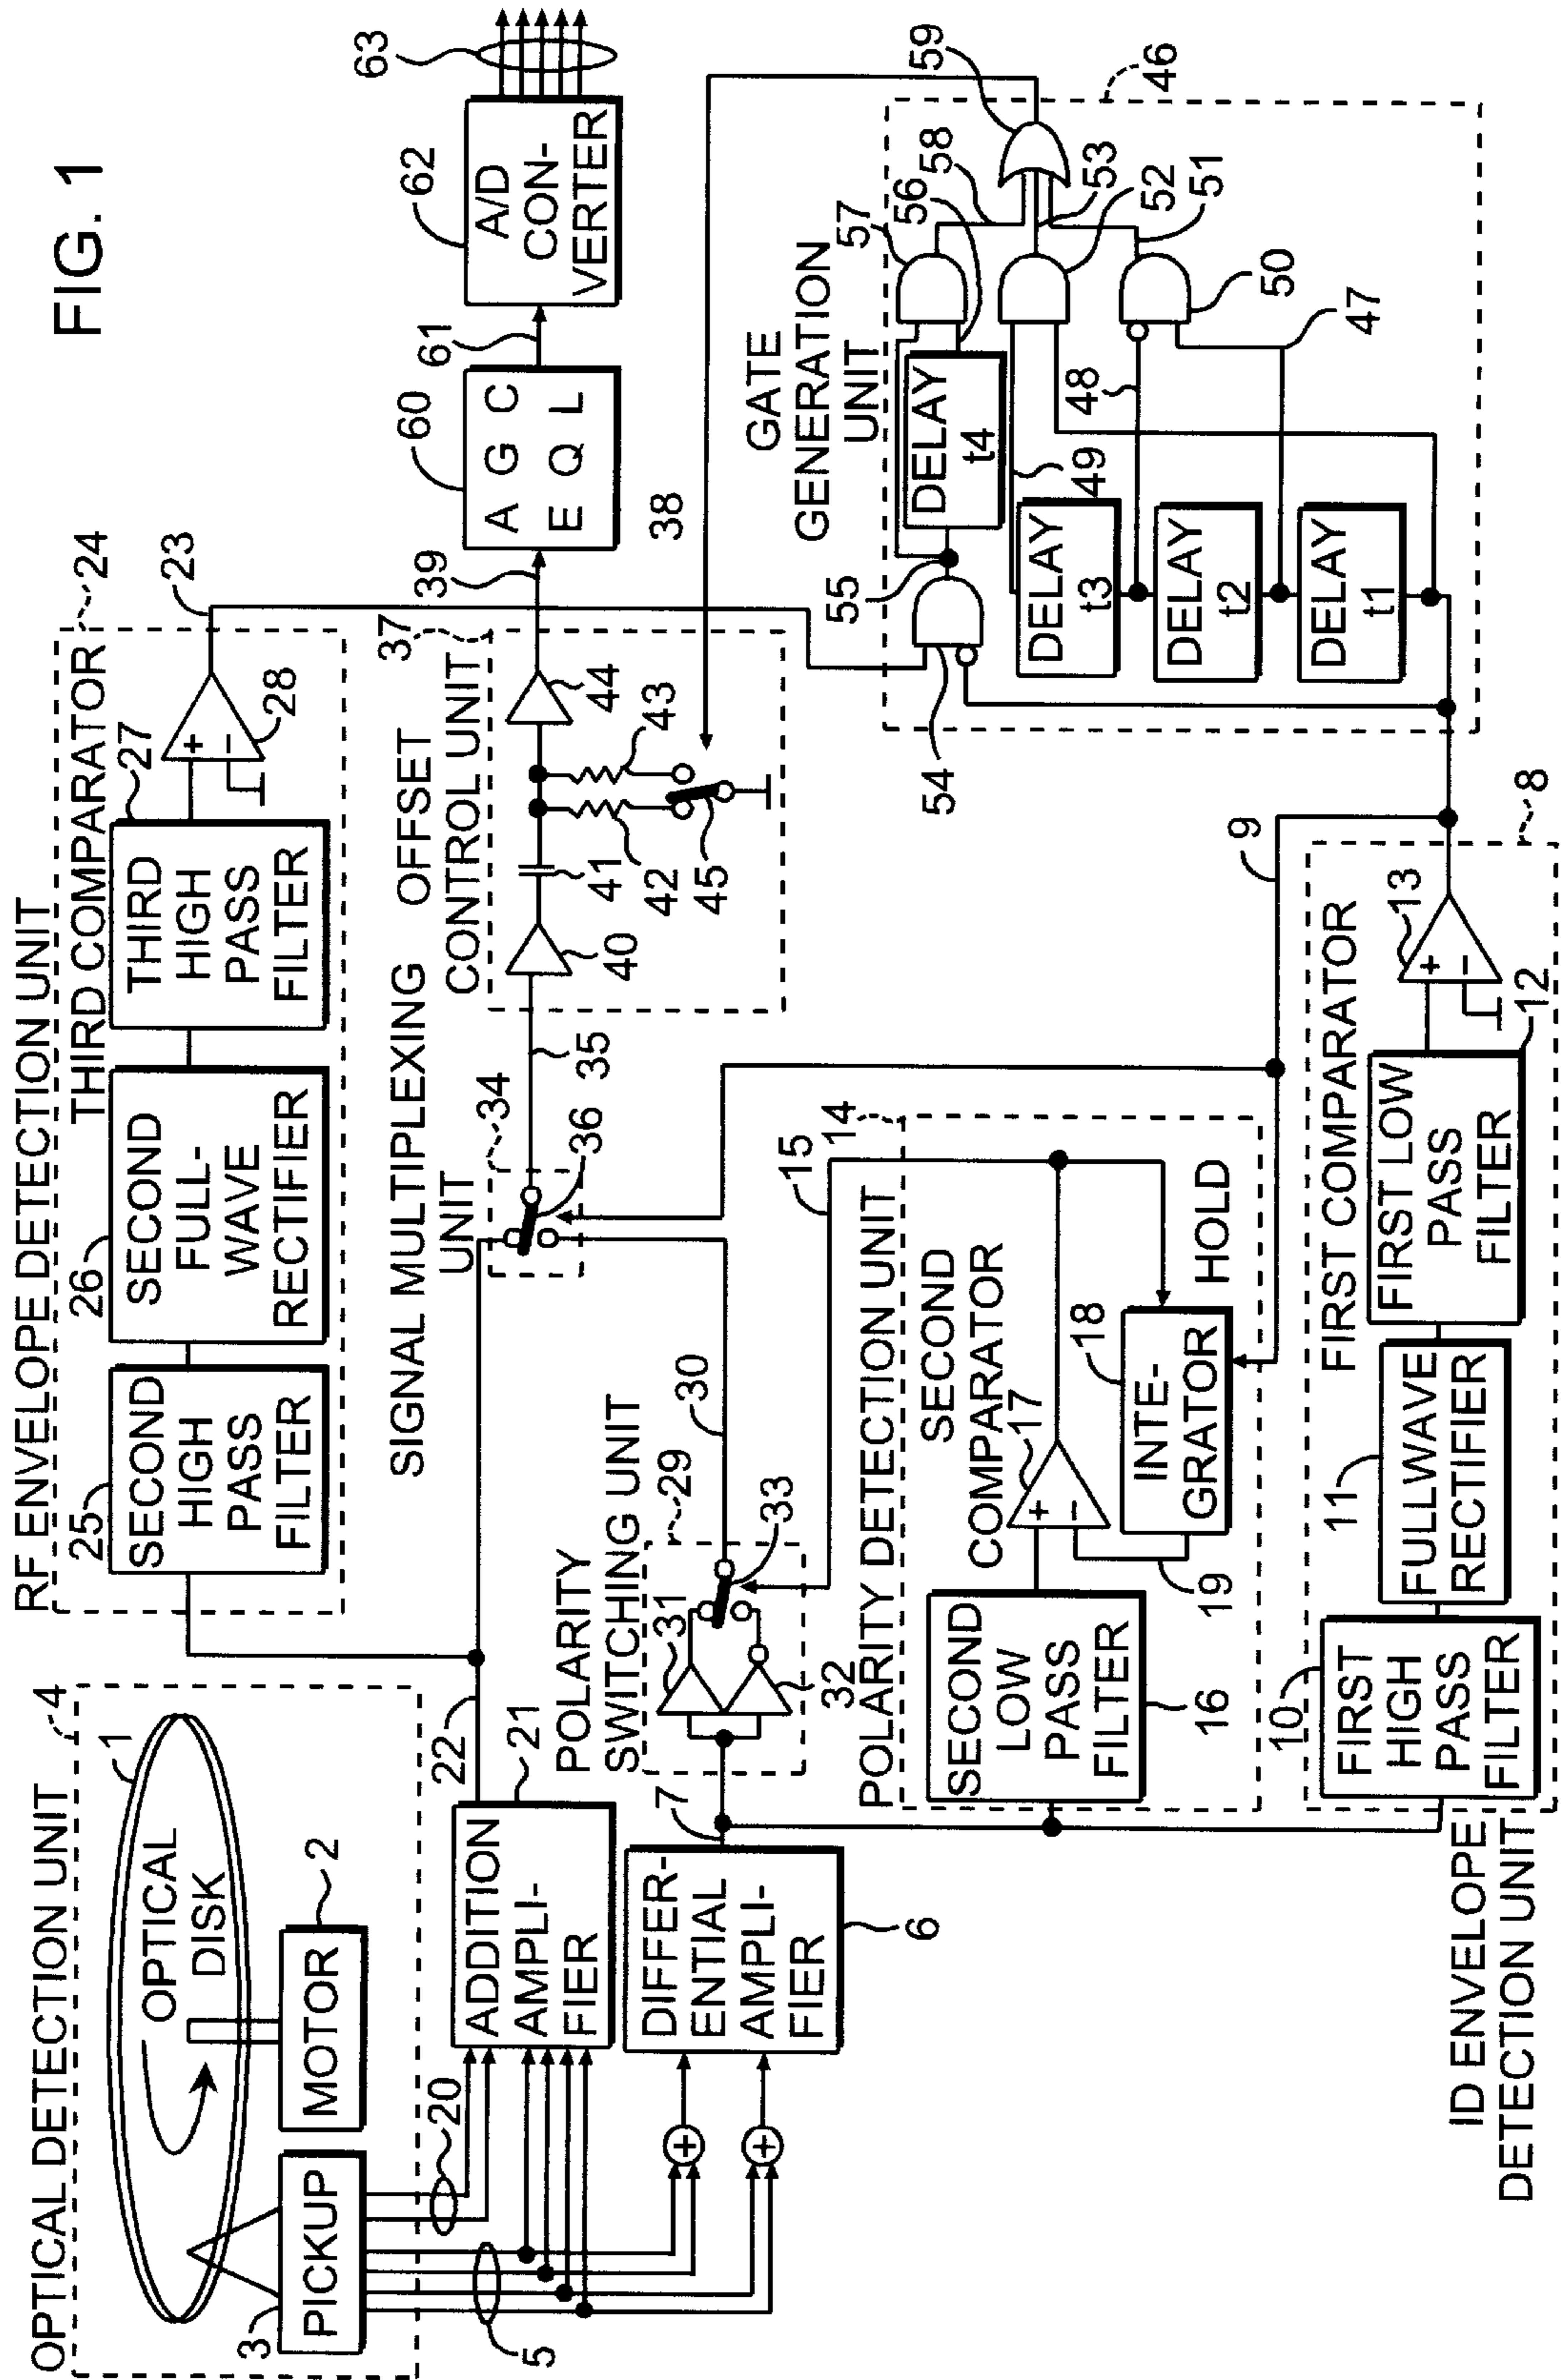 FIG. 1
OPTICAL DETECTION UNIT
4
1
OPTICAL
DISK
MOTOR
2
PICKUP
3
5
20
ADDITION
AMPLI-
FIER
21
22
DIFFER-
ENTIAL
AMPLI-
FIER
6
7
RF ENVELOPE DETECTION UNIT
THIRD COMPARATOR
24
25
SECOND
HIGH
PASS
FILTER
26
SECOND
FULL-
WAVE
RECTIFIER
27
THIRD
HIGH
PASS
FILTER
+
−
28
23
POLARITY
SWITCHING UNIT
29
31
32
33
30
SIGNAL MULTIPLEXING
UNIT
34
36
35
OFFSET
CONTROL UNIT
37
40
41
42
43
44
45
38
39
60
A G C
E Q L
61
62
A/D
CON-
VERTER
63
POLARITY DETECTION UNIT
14
15
SECOND
COMPARATOR
SECOND
LOW
PASS
FILTER
16
17
+
−
18
INTE-
GRATOR
19
HOLD
9
ID ENVELOPE
DETECTION UNIT
FIRST COMPARATOR
8
10
FIRST
HIGH
PASS
FILTER
11
FULLWAVE
RECTIFIER
FIRST LOW
PASS
FILTER
12
13
+
−
GATE
GENERATION
UNIT
46
54
55
DELAY
t4
56
57
58
59
DELAY
t3
49
DELAY
t2
48
DELAY
t1
47
50
51
52
53